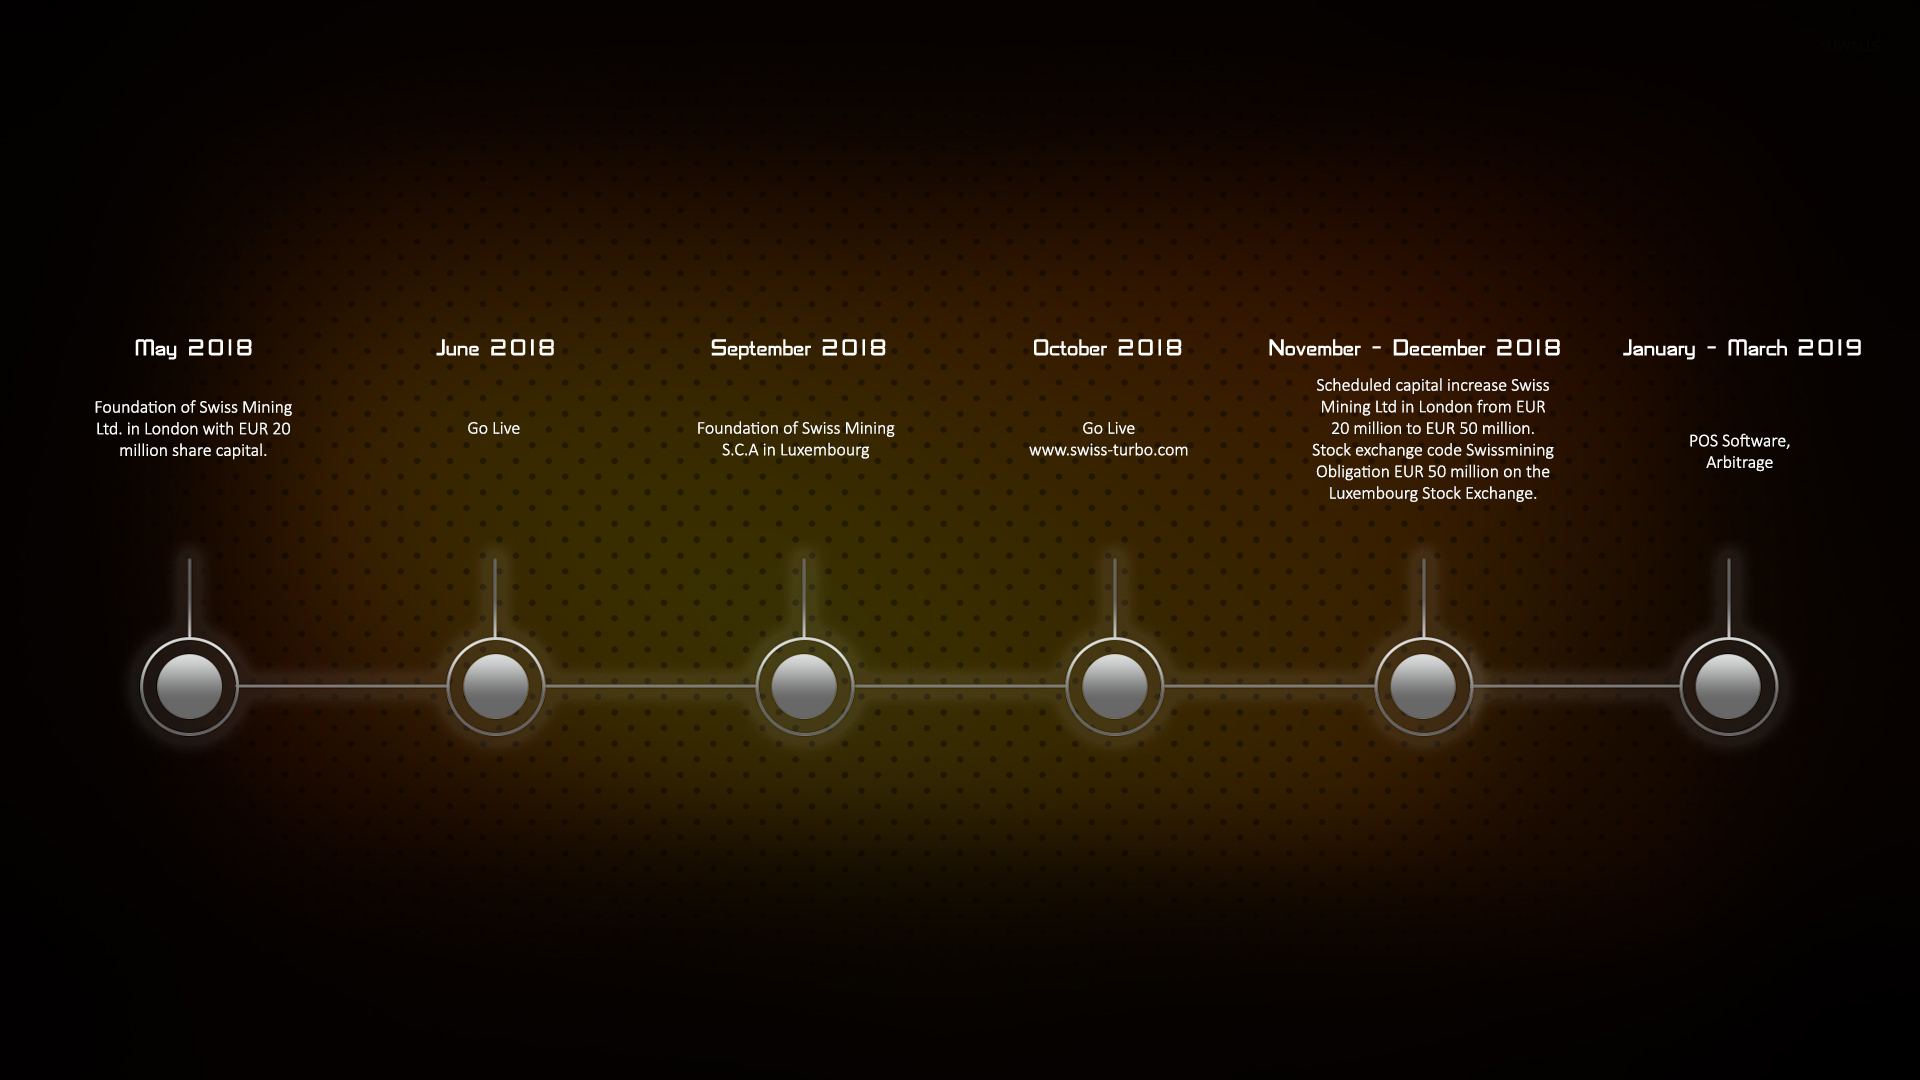 May 2018
Foundation of Swiss Mining
Ltd. in London with EUR 20
million share capital.
June 2018
Go Live
September 2018
Foundation of Swiss Mining
S.C.A in Luxembourg
October 2018
Go Live
www.swiss-turbo.com
November - December 2018
Scheduled capital increase Swiss
Mining Ltd in London from EUR
20 million to EUR 50 million.
Stock exchange code Swissmining
Obligation EUR 50 million on the
Luxembourg Stock Exchange.
January - March 2019
POS Software,
Arbitrage